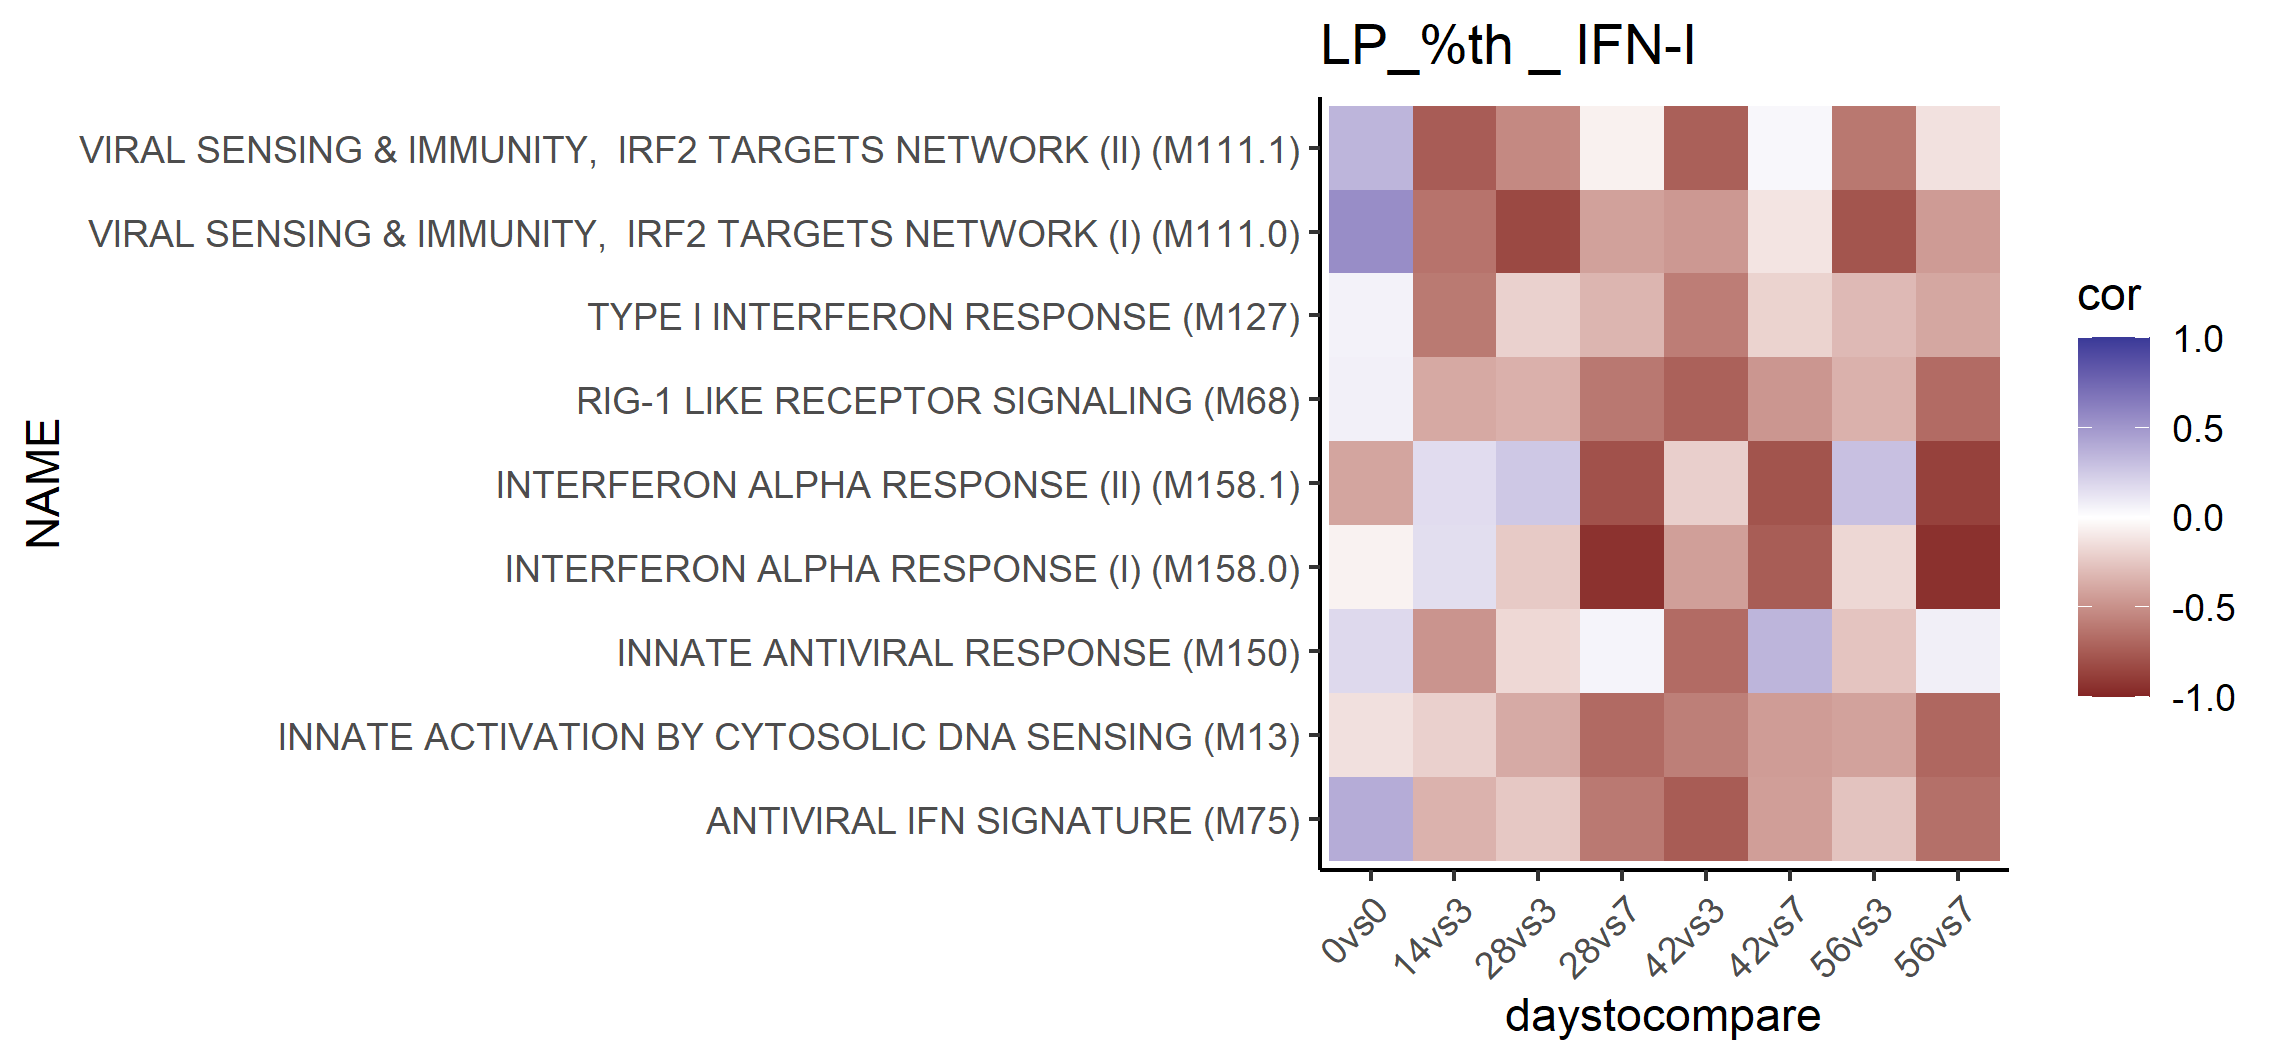 LP_%th _ IFN-I
VIRAL SENSING & IMMUNITY,  IRF2 TARGETS NETWORK (II) (M111.1)
VIRAL SENSING & IMMUNITY,  IRF2 TARGETS NETWORK (I) (M111.0)
TYPE I INTERFERON RESPONSE (M127)
RIG-1 LIKE RECEPTOR SIGNALING (M68)
INTERFERON ALPHA RESPONSE (II) (M158.1)
INTERFERON ALPHA RESPONSE (I) (M158.0)
INNATE ANTIVIRAL RESPONSE (M150)
INNATE ACTIVATION BY CYTOSOLIC DNA SENSING (M13)
ANTIVIRAL IFN SIGNATURE (M75)
NAME
0vs0
14vs3
28vs3
28vs7
42vs3
42vs7
56vs3
56vs7
daystocompare
cor
1.0
0.5
0.0
-0.5
-1.0